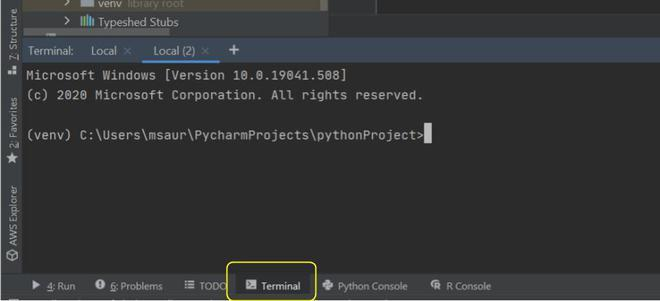 venv library root
Typeshed Stubs
Terminal: Local × Local (2) × +
Microsoft Windows [Version 10.0.19041.508]
(c) 2020 Microsoft Corporation. All rights reserved.
(venv) C:\Users\msaur\PycharmProjects\pythonProject>
7: Structure
2: Favorites
AWS Explorer
4: Run 6: Problems TODO Terminal Python Console R Console